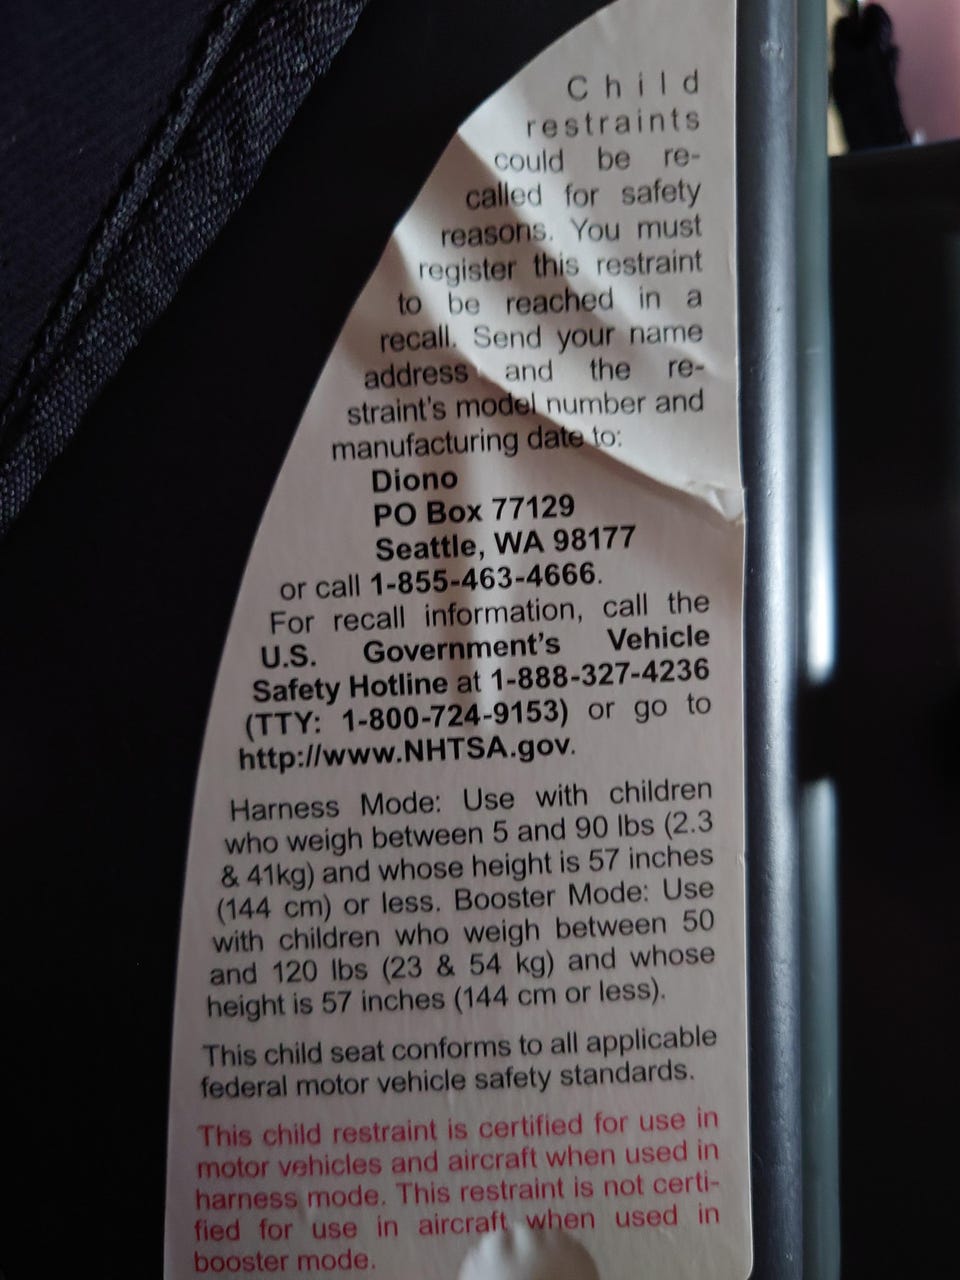 Child
restraints
could be re-
called for safety
reasons. You must
register this restraint
to be reached in a
recall. Send your name
address and the re-
straint's model number and
manufacturing date to:
Diono
PO Box 77129
Seattle, WA 98177
or call 1-855-463-4666.
For recall information, call the
U.S. Government's Vehicle
Safety Hotline at 1-888-327-4236
(TTY: 1-800-724-9153) or go to
http://www.NHTSA.gov.
Harness Mode: Use with children
who weigh between 5 and 90 lbs (2.3
& 41kg) and whose height is 57 inches
(144 cm) or less. Booster Mode: Use
with children who weigh between 50
and 120 lbs (23 & 54 kg) and whose
height is 57 inches (144 cm or less).
This child seat conforms to all applicable
federal motor vehicle safety standards.
This child restraint is certified for use in
motor vehicles and aircraft when used in
harness mode. This restraint is not certi-
fied for use in aircraft when used in
booster mode.